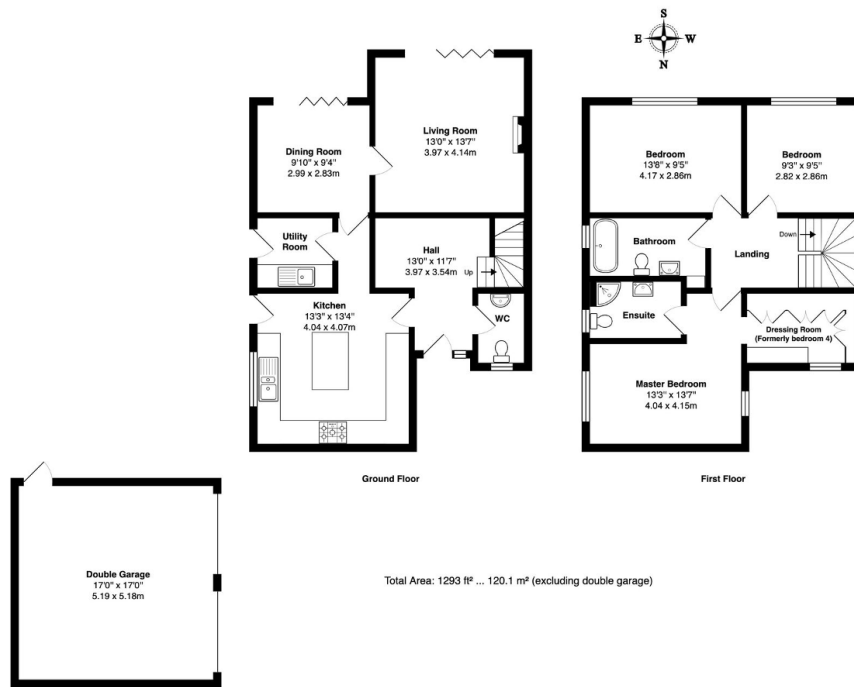 S
E W
N
Dining Room
9'10" x 9'4"
2.99 x 2.83m
Living Room
13'0" x 13'7"
3.97 x 4.14m
Utility
Room
Hall
13'0" x 11'7"
3.97 x 3.54m
Up
Kitchen
13'3" x 13'4"
4.04 x 4.07m
WC
Ground Floor
Bedroom
13'8" x 9'5"
4.17 x 2.86m
Bedroom
9'3" x 9'5"
2.82 x 2.86m
Bathroom
Landing
Down
Ensuite
Dressing Room
(Formerly bedroom 4)
Master Bedroom
13'3" x 13'7"
4.04 x 4.15m
First Floor
Double Garage
17'0" x 17'0"
5.19 x 5.18m
Total Area: 1293 ft² ... 120.1 m² (excluding double garage)